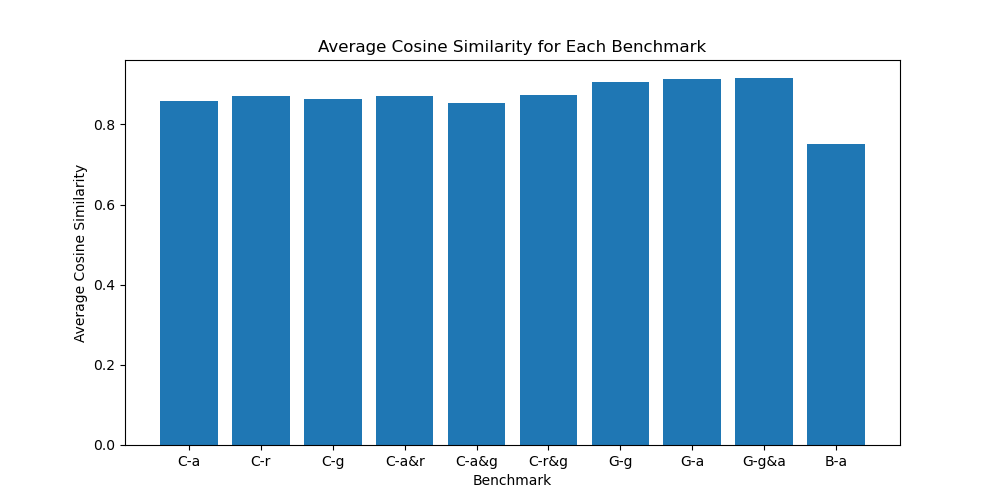 Average Cosine Similarity for Each Benchmark
Average Cosine Similarity
0.8
0.6
0.4
0.2
0.0
C-a C-r C-g C-a&r C-a&g C-r&g G-g G-a G-g&a B-a
Benchmark